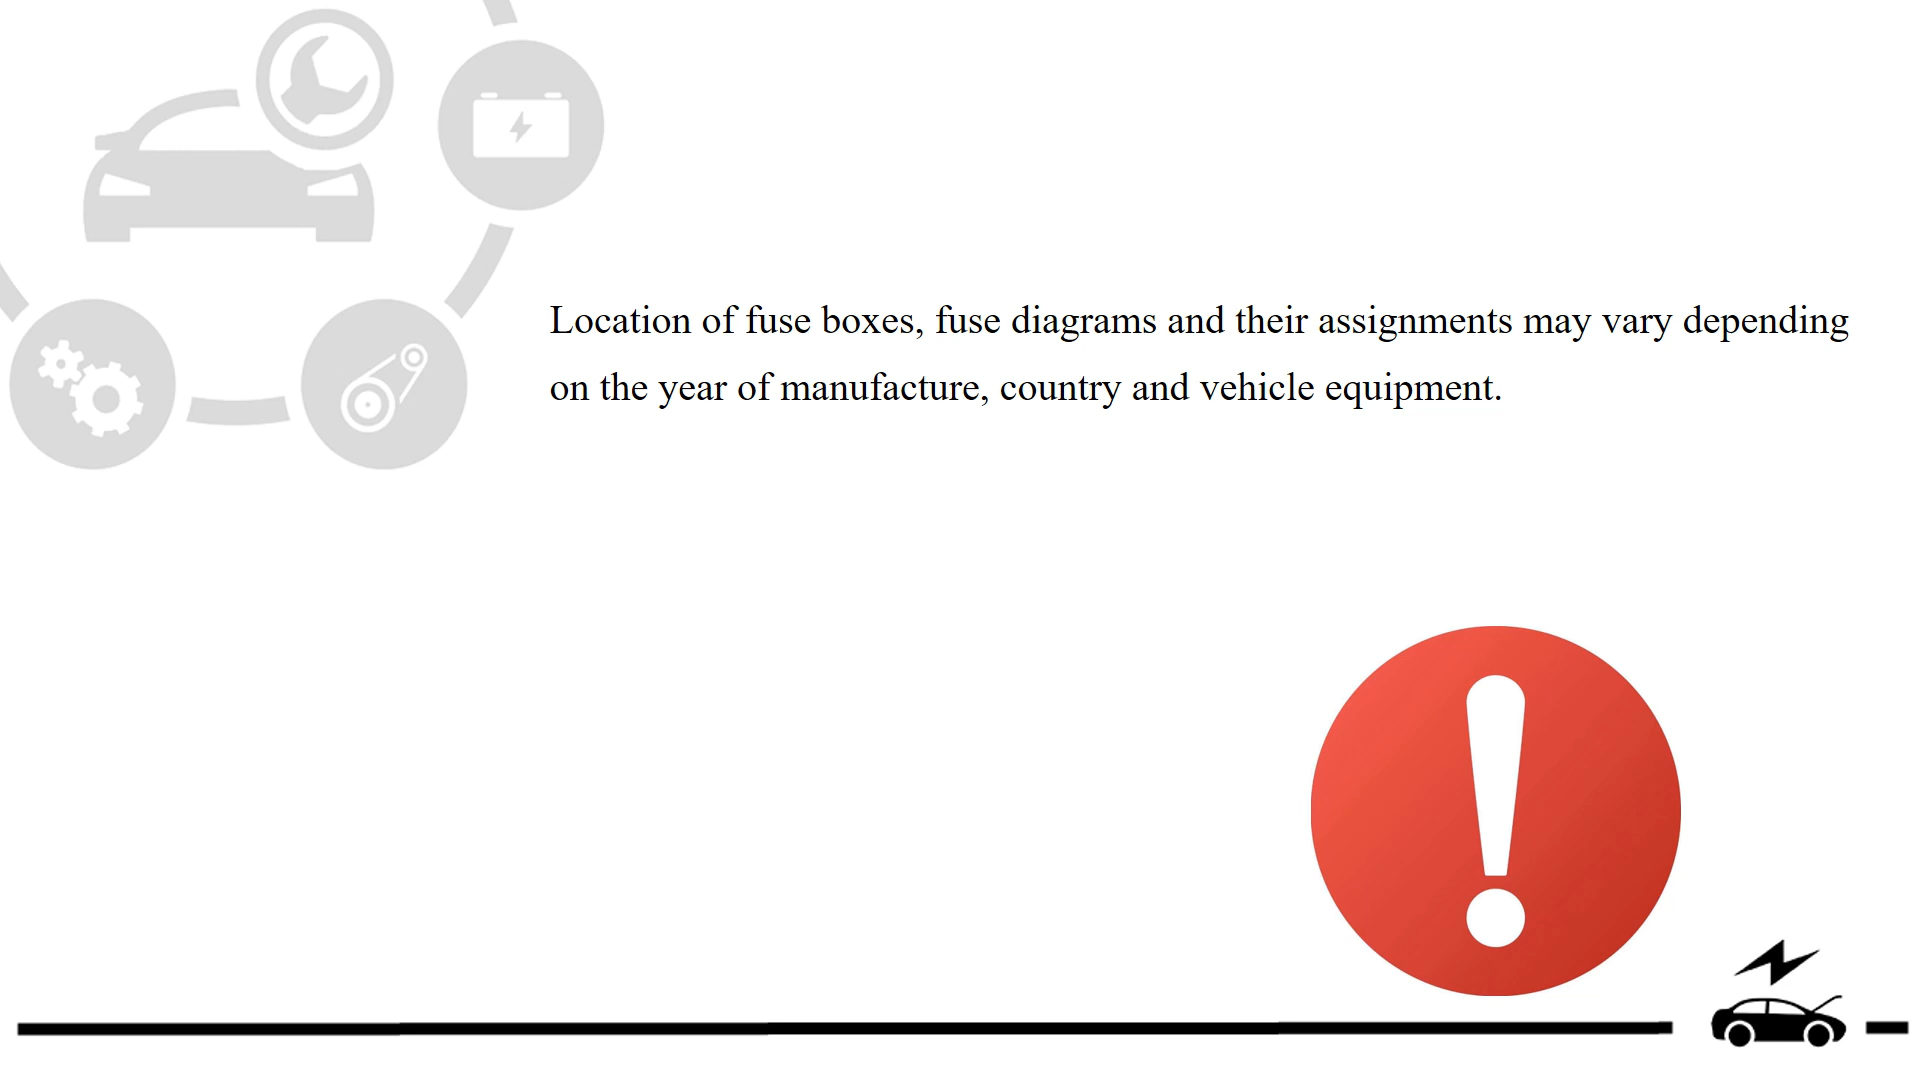 Location of fuse boxes, fuse diagrams and their assignments may vary depending
on the year of manufacture, country and vehicle equipment.